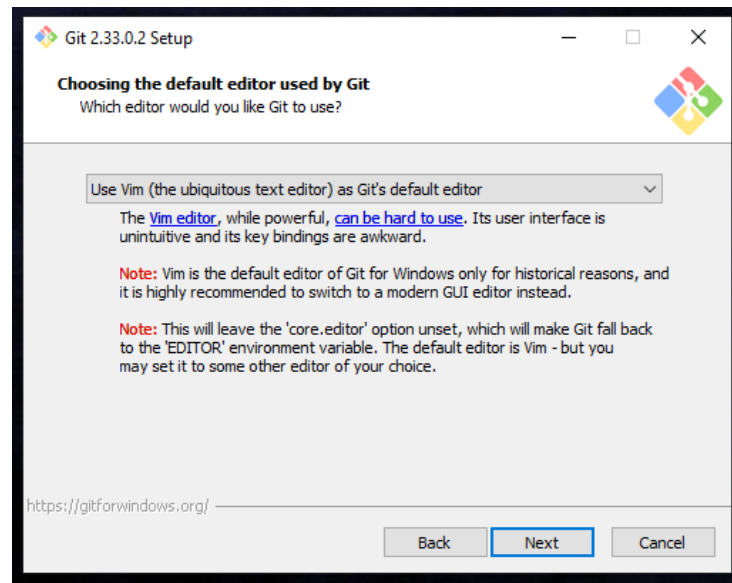 Git 2.33.0.2 Setup
Choosing the default editor used by Git
Which editor would you like Git to use?
Use Vim (the ubiquitous text editor) as Git's default editor
The Vim editor, while powerful, can be hard to use. Its user interface is
unintuitive and its key bindings are awkward.
Note: Vim is the default editor of Git for Windows only for historical reasons, and
it is highly recommended to switch to a modern GUI editor instead.
Note: This will leave the 'core.editor' option unset, which will make Git fall back
to the 'EDITOR' environment variable. The default editor is Vim - but you
may set it to some other editor of your choice.
https://gitforwindows.org/
Back Next Cancel